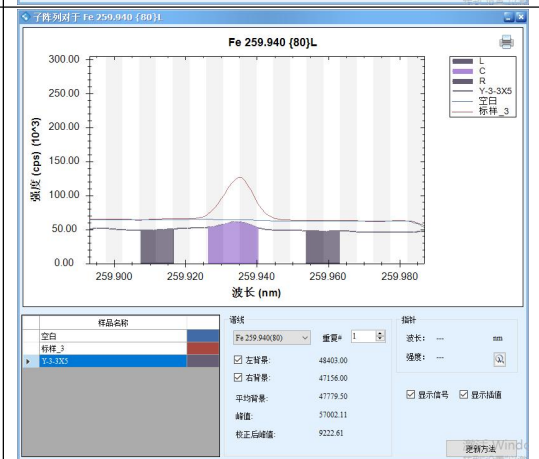 子阵列对于 Fe 259.940 {80}L
Fe 259.940 {80}L
300.00
250.00
200.00
150.00
100.00
50.00
0.00
强度 (cps) (10^3)
259.900
259.920
259.940
259.960
259.980
波长 (nm)
L
C
R
Y-3-3X5
空白
标样_3
样品名称
空白
标样_3
Y-3-3X5
谱线
Fe 259.940(80)
重复#
1
左背景:
48403.00
右背景:
47156.00
平均背景:
47779.50
峰值:
57002.11
校正后峰值:
9222.61
指针
波长:
---
nm
强度:
---
显示信号
显示插值
更新方法